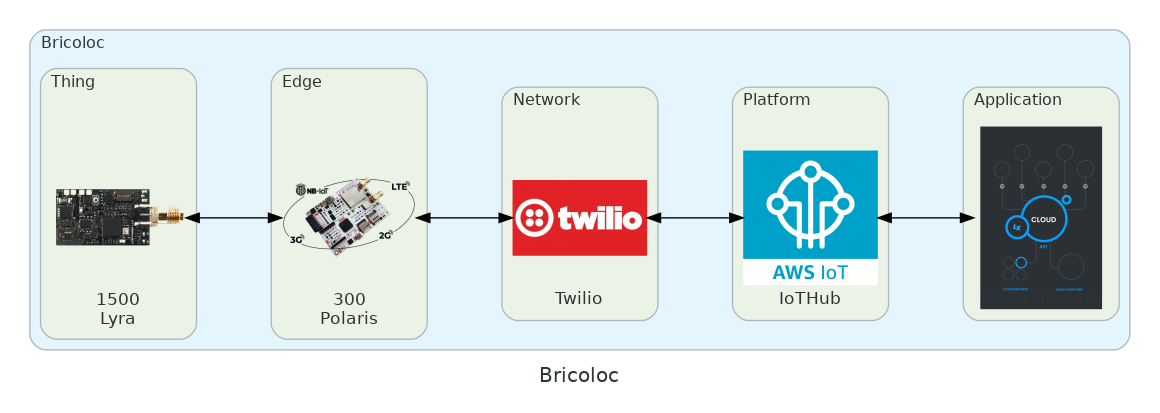 Bricoloc
Thing
Edge
Network
Platform
Application
NB-IoT
LTE
3G
2G
twilio
AWS IoT
CLOUD
LX
API
1500
Lyra
300
Polaris
Twilio
IoTHub
Bricoloc